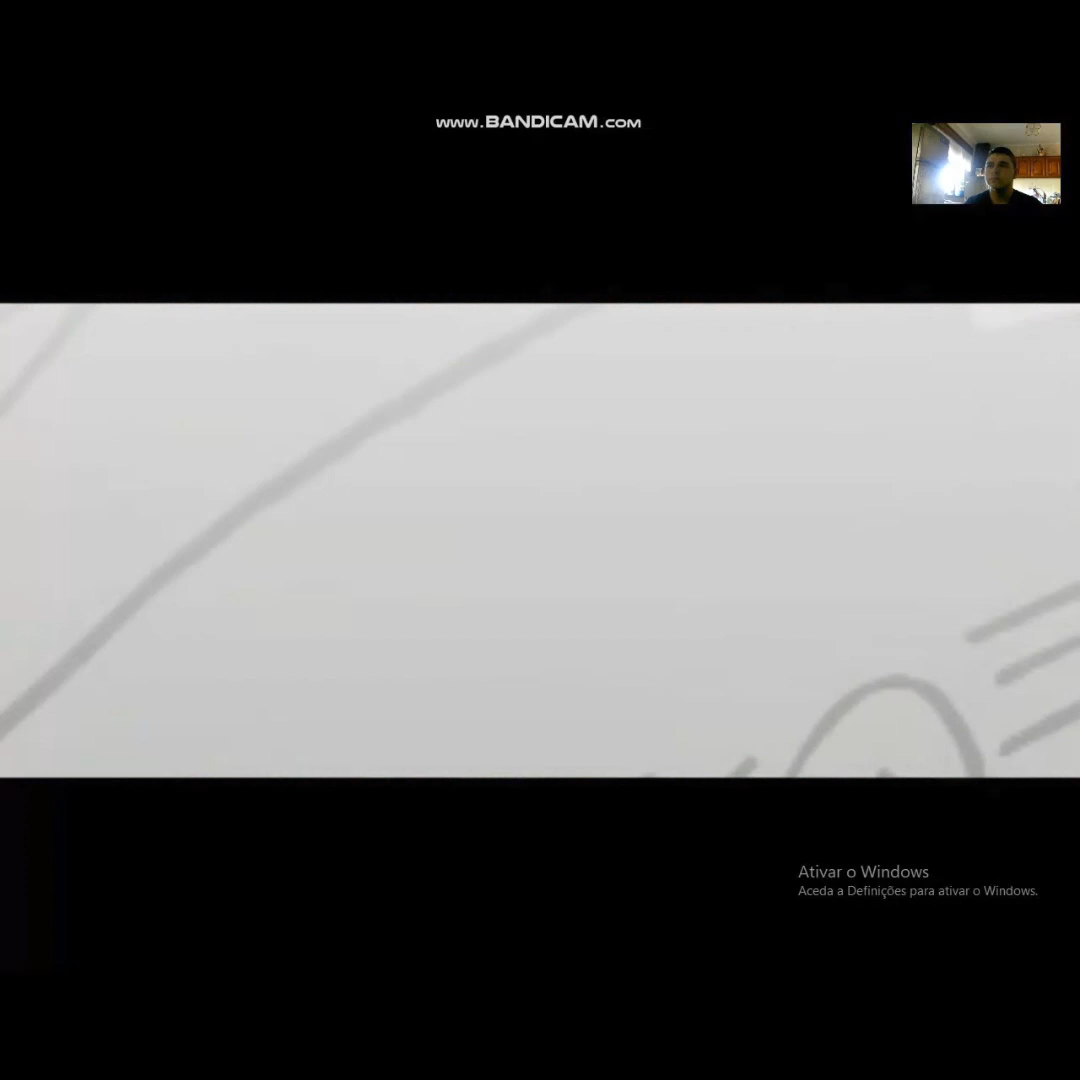 www.BANDICAM.com
Ativar o Windows
Aceda a Definições para ativar o Windows.